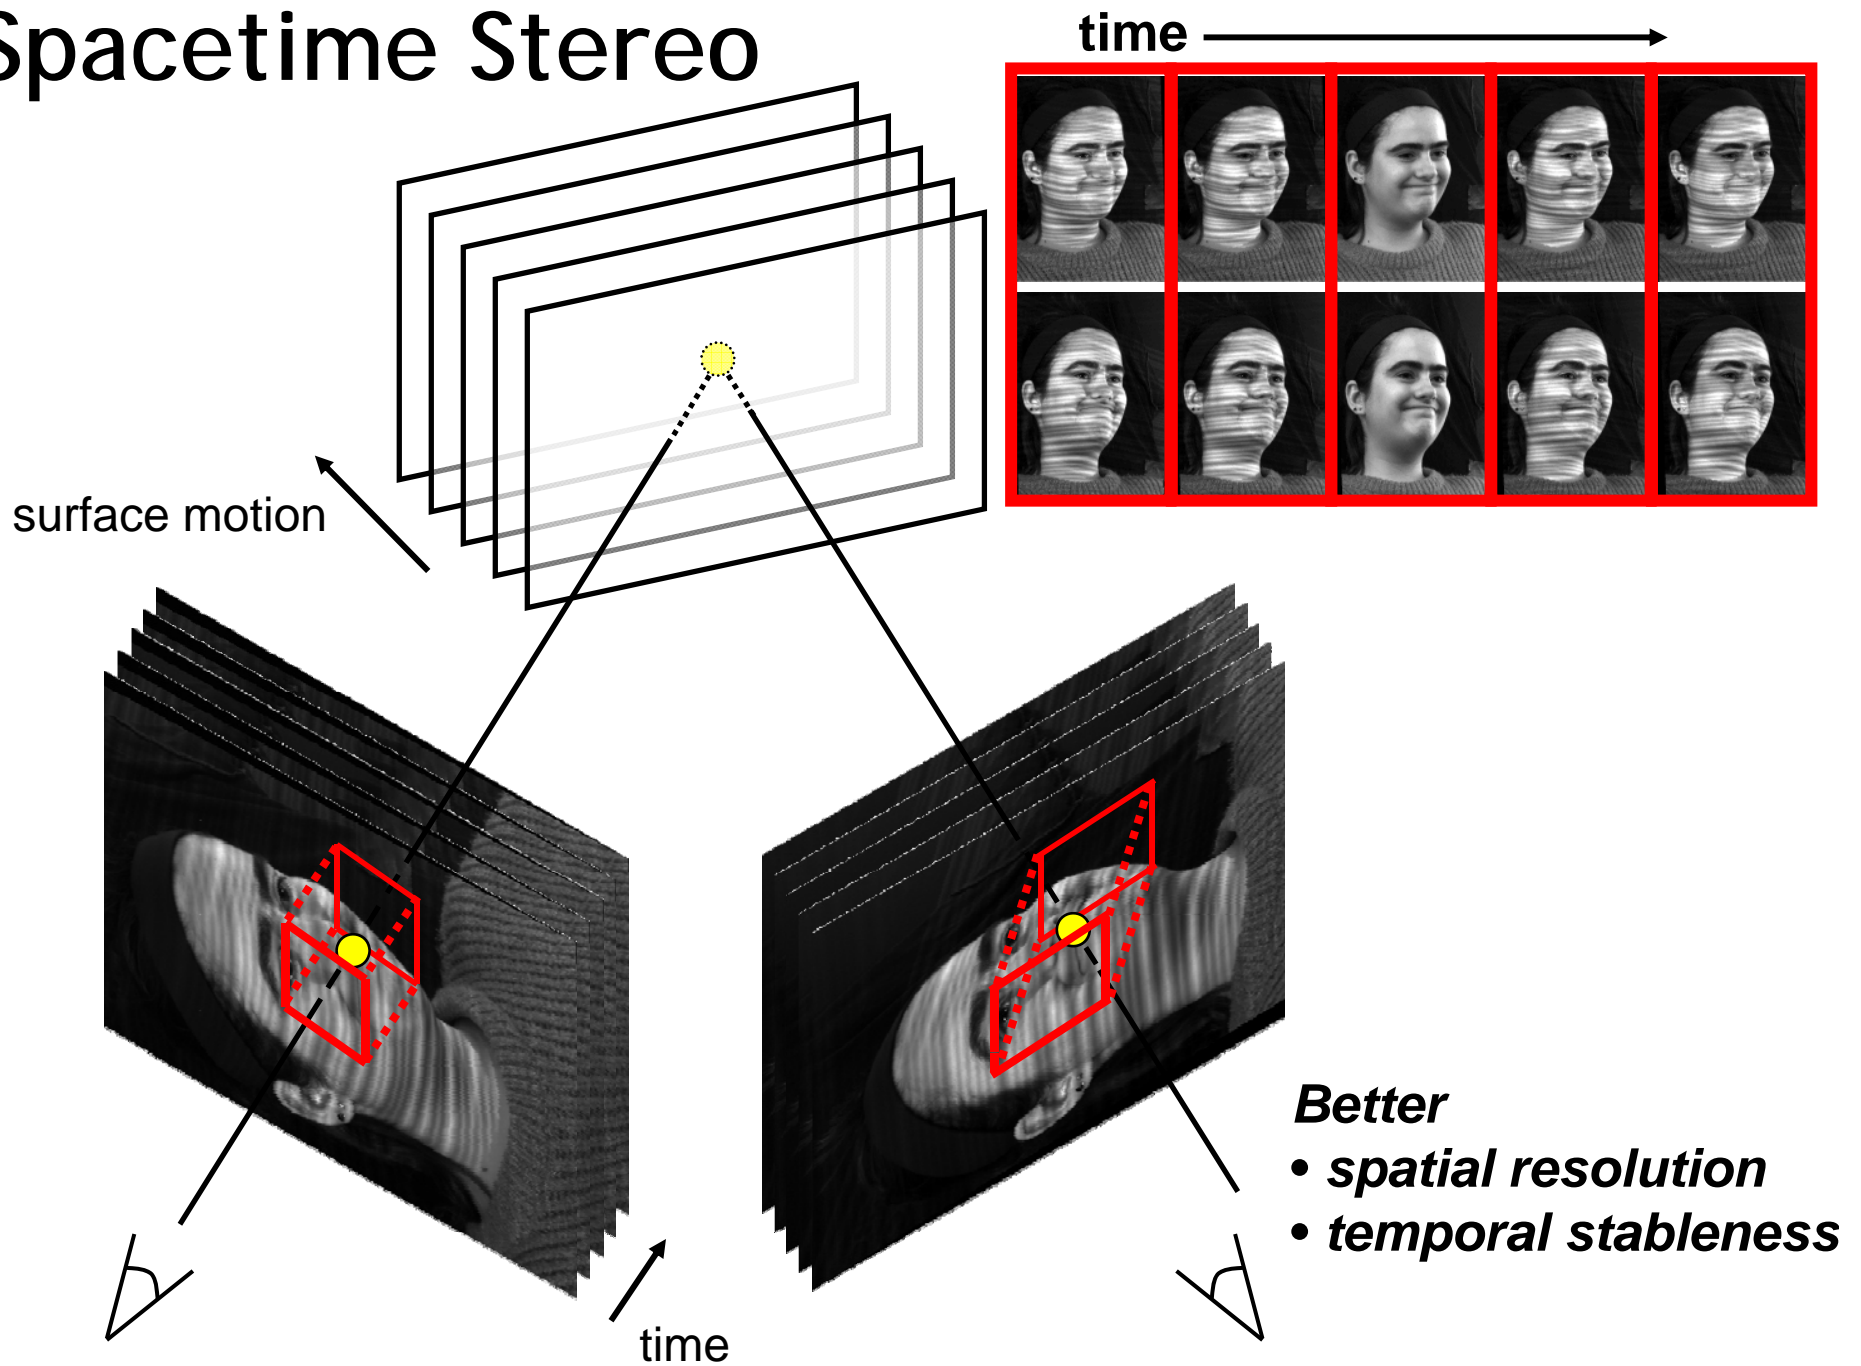 Spacetime Stereo
time
surface motion
Better
• spatial resolution
• temporal stableness
time